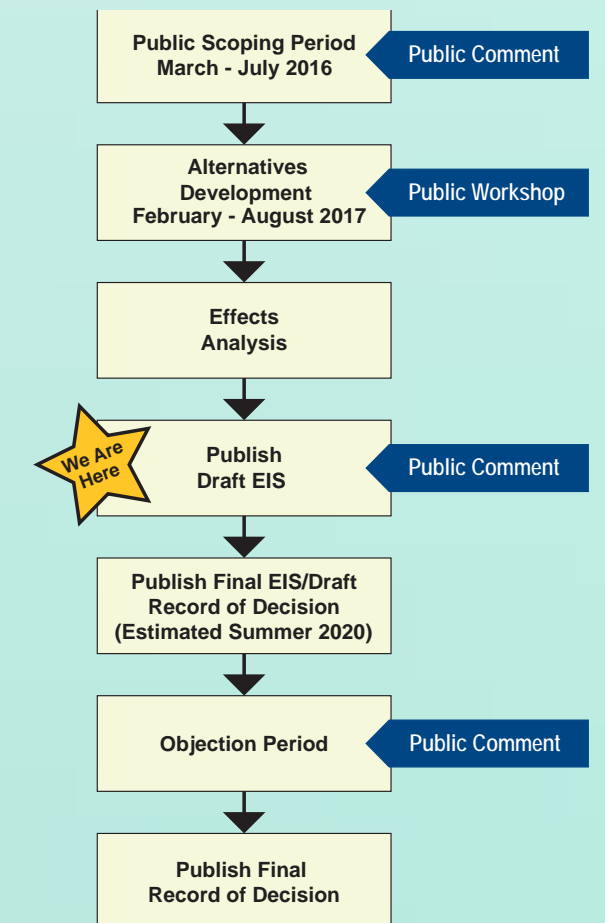 Public Scoping Period
March - July 2016
Public Comment
Alternatives
Development
February - August 2017
Public Workshop
Effects
Analysis
We Are
Here
Publish
Draft EIS
Public Comment
Publish Final EIS/Draft
Record of Decision
(Estimated Summer 2020)
Objection Period
Public Comment
Publish Final
Record of Decision